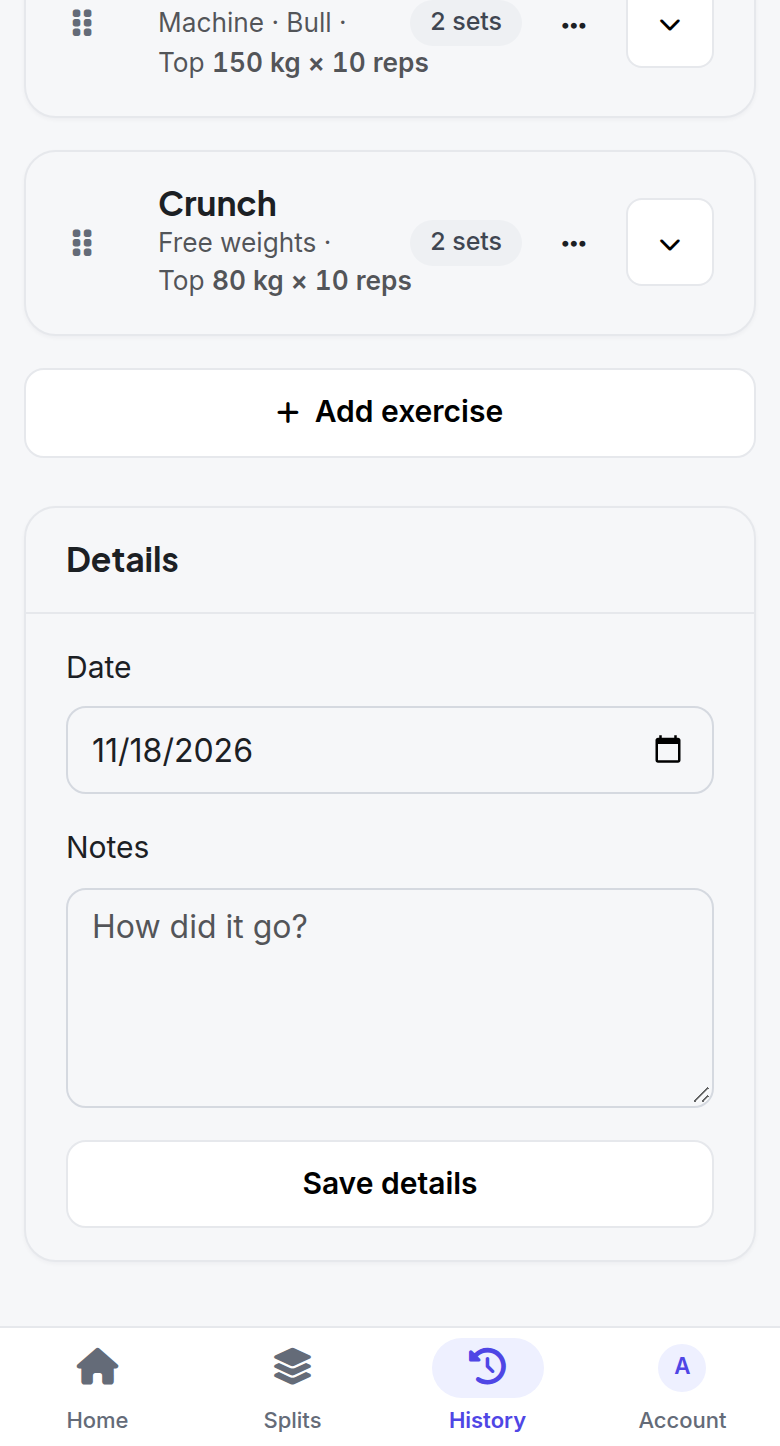 Machine · Bull ·
2 sets
Top 150 kg × 10 reps
Crunch
Free weights ·
2 sets
Top 80 kg × 10 reps
Add exercise
Details
Date
11/18/2026
Notes
How did it go?
Save details
A
Home
Splits
History
Account